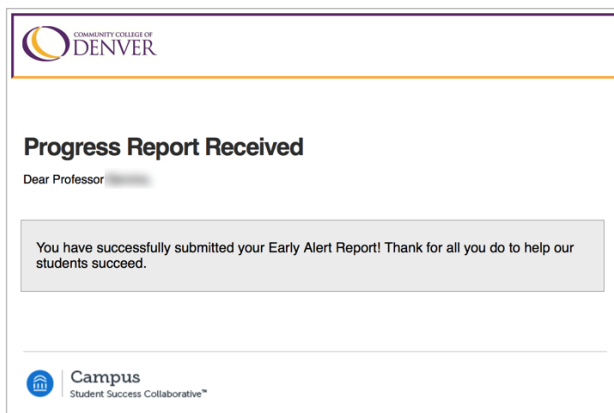 COMMUNITY COLLEGE OF
DENVER
Progress Report Received
Dear Professor
You have successfully submitted your Early Alert Report! Thank for all you do to help our
students succeed.
Campus
Student Success Collaborative™